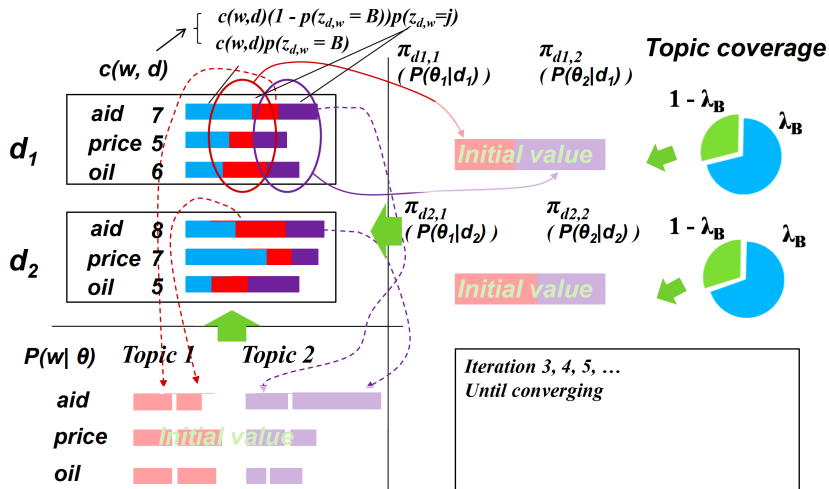 c(w,d)(1 - p(z_{d,w} = B))p(z_{d,w}=j)
c(w,d)p(z_{d,w} = B)
c(w, d)
π_{d1,1}
( P(θ_1|d_1) )
π_{d1,2}
( P(θ_2|d_1) )
Topic coverage
d_1
aid 7
price 5
oil 6
Initial value
1 - λ_B
λ_B
d_2
aid 8
price 7
oil 5
π_{d2,1}
( P(θ_1|d_2) )
π_{d2,2}
( P(θ_2|d_2) )
Initial value
1 - λ_B
λ_B
P(w| θ)
Topic 1
Topic 2
aid
price
oil
Initial value
Iteration 3, 4, 5, …
Until converging